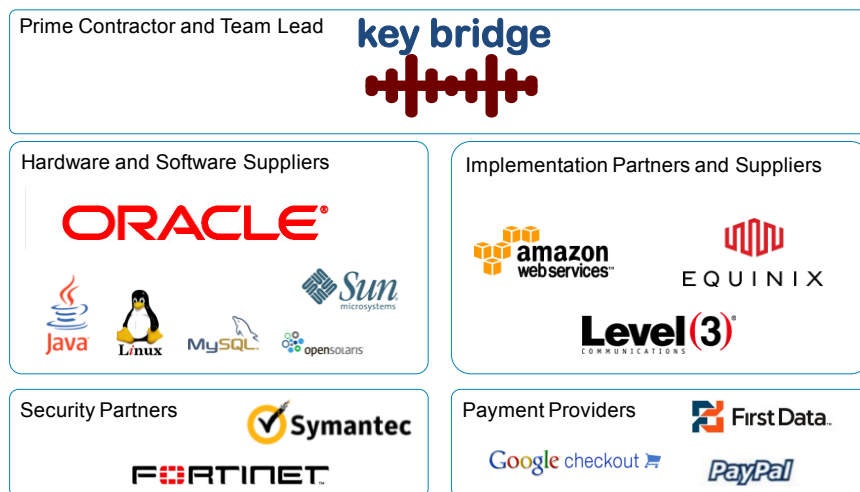 Prime Contractor and Team Lead
key bridge
Hardware and Software Suppliers
ORACLE®
Sun
microsystems
Java
Linux
MySQL
opensolaris
Implementation Partners and Suppliers
amazon
webservices™
EQUINIX
Level(3)®
COMMUNICATIONS
Security Partners
Symantec
FORTINET
Payment Providers
First Data
Google checkout
PayPal